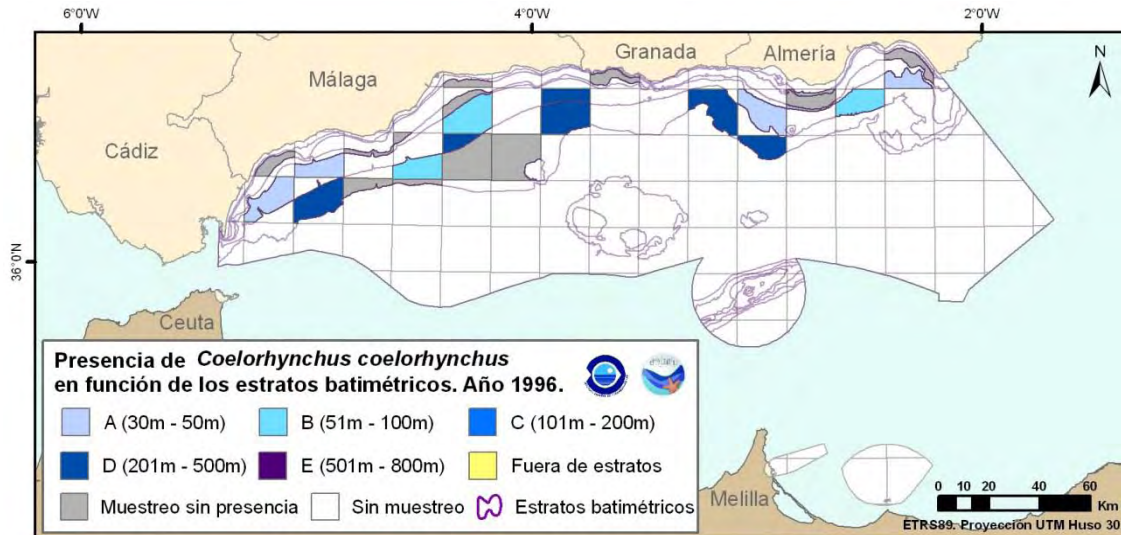 6°0'W
4°0'W
2°0'W
Granada
Almería
N
Málaga
Cádiz
36°0'N
Ceuta
Presencia de Coelorhynchus coelorhynchus
en función de los estratos batimétricos. Año 1996.
A (30m - 50m)
B (51m - 100m)
C (101m - 200m)
D (201m - 500m)
E (501m - 800m)
Fuera de estratos
Muestreo sin presencia
Sin muestreo
Estratos batimétricos
Melilla
0 10 20 40 60
Km
ETRS89. Proyección UTM Huso 30